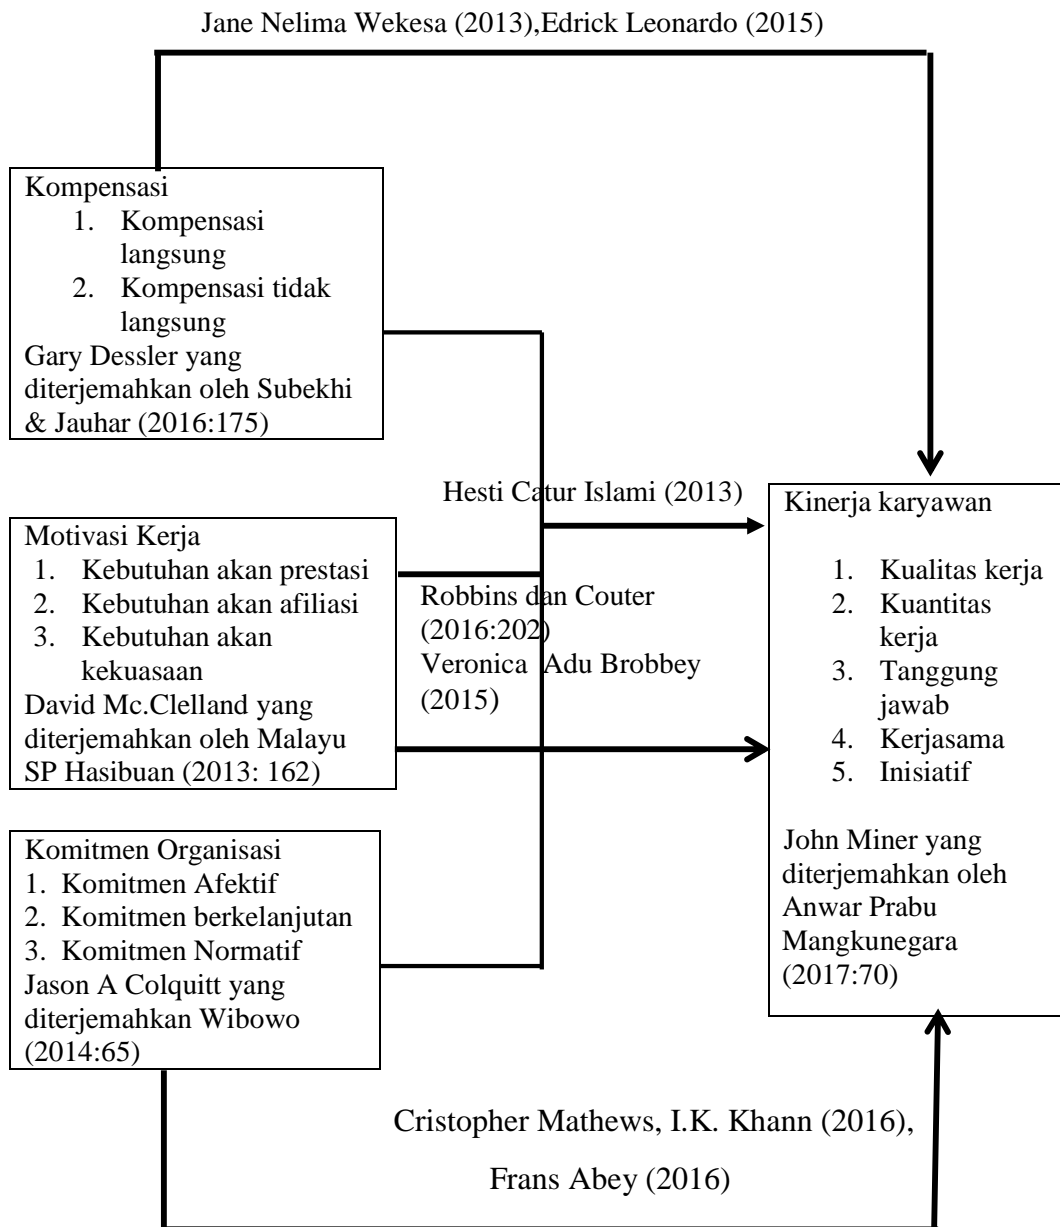 Jane Nelima Wekesa (2013),Edrick Leonardo (2015)
Kompensasi
1. Kompensasi
langsung
2. Kompensasi tidak
langsung
Gary Dessler yang
diterjemahkan oleh Subekhi
& Jauhar (2016:175)
Hesti Catur Islami (2013)
Motivasi Kerja
1. Kebutuhan akan prestasi
2. Kebutuhan akan afiliasi
3. Kebutuhan akan
kekuasaan
David Mc.Clelland yang
diterjemahkan oleh Malayu
SP Hasibuan (2013: 162)
Robbins dan Couter
(2016:202)
Veronica Adu Brobbey
(2015)
Kinerja karyawan
1. Kualitas kerja
2. Kuantitas
kerja
3. Tanggung
jawab
4. Kerjasama
5. Inisiatif
John Miner yang
diterjemahkan oleh
Anwar Prabu
Mangkunegara
(2017:70)
Komitmen Organisasi
1. Komitmen Afektif
2. Komitmen berkelanjutan
3. Komitmen Normatif
Jason A Colquitt yang
diterjemahkan Wibowo
(2014:65)
Cristopher Mathews, I.K. Khann (2016),
Frans Abey (2016)